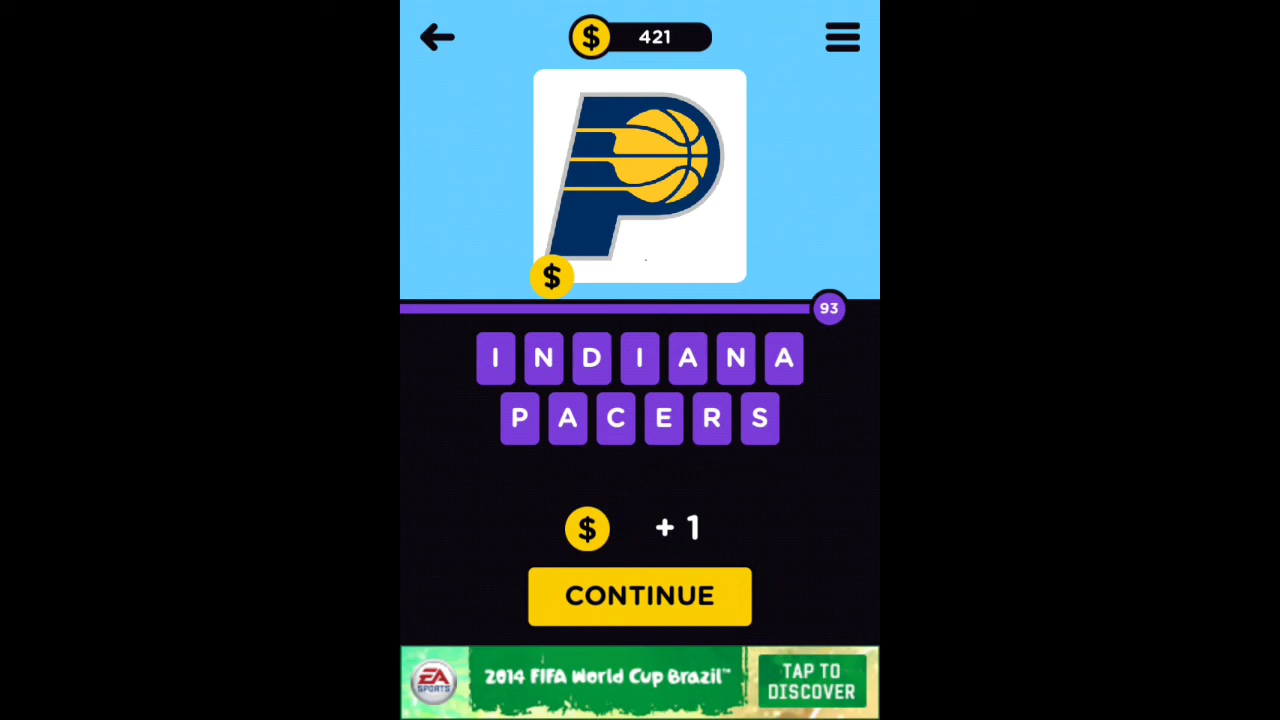 $ 421
P
$
93
INDIANA
PACERS
$ + 1
CONTINUE
EA
SPORTS
2014 FIFA World Cup Brazil™
TAP TO
DISCOVER